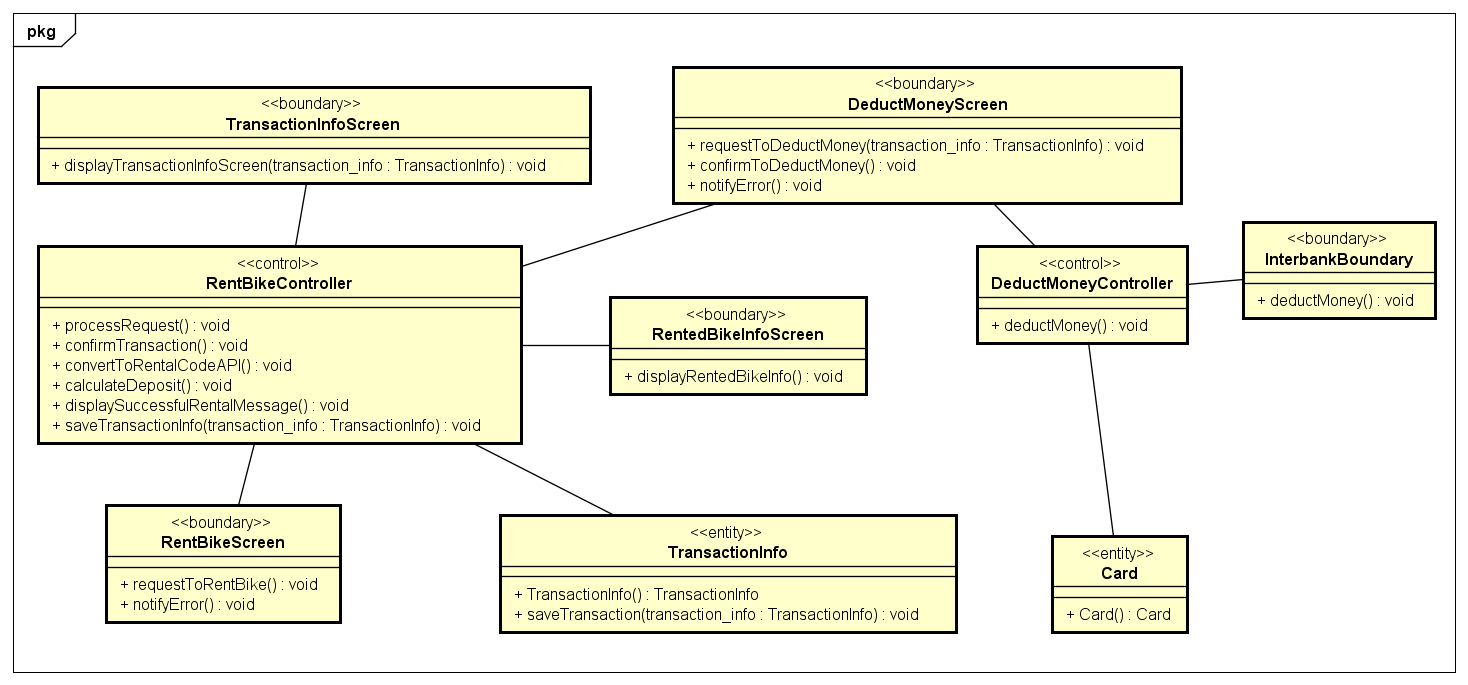 pkg
<<boundary>>
TransactionInfoScreen
+ displayTransactionInfoScreen(transaction_info : TransactionInfo) : void
<<boundary>>
DeductMoneyScreen
+ requestToDeductMoney(transaction_info : TransactionInfo) : void
+ confirmToDeductMoney() : void
+ notifyError() : void
<<control>>
RentBikeController
+ processRequest() : void
+ confirmTransaction() : void
+ convertToRentalCodeAPI() : void
+ calculateDeposit() : void
+ displaySuccessfulRentalMessage() : void
+ saveTransactionInfo(transaction_info : TransactionInfo) : void
<<boundary>>
RentedBikeInfoScreen
+ displayRentedBikeInfo() : void
<<control>>
DeductMoneyController
+ deductMoney() : void
<<boundary>>
InterbankBoundary
+ deductMoney() : void
<<boundary>>
RentBikeScreen
+ requestToRentBike() : void
+ notifyError() : void
<<entity>>
TransactionInfo
+ TransactionInfo() : TransactionInfo
+ saveTransaction(transaction_info : TransactionInfo) : void
<<entity>>
Card
+ Card() : Card